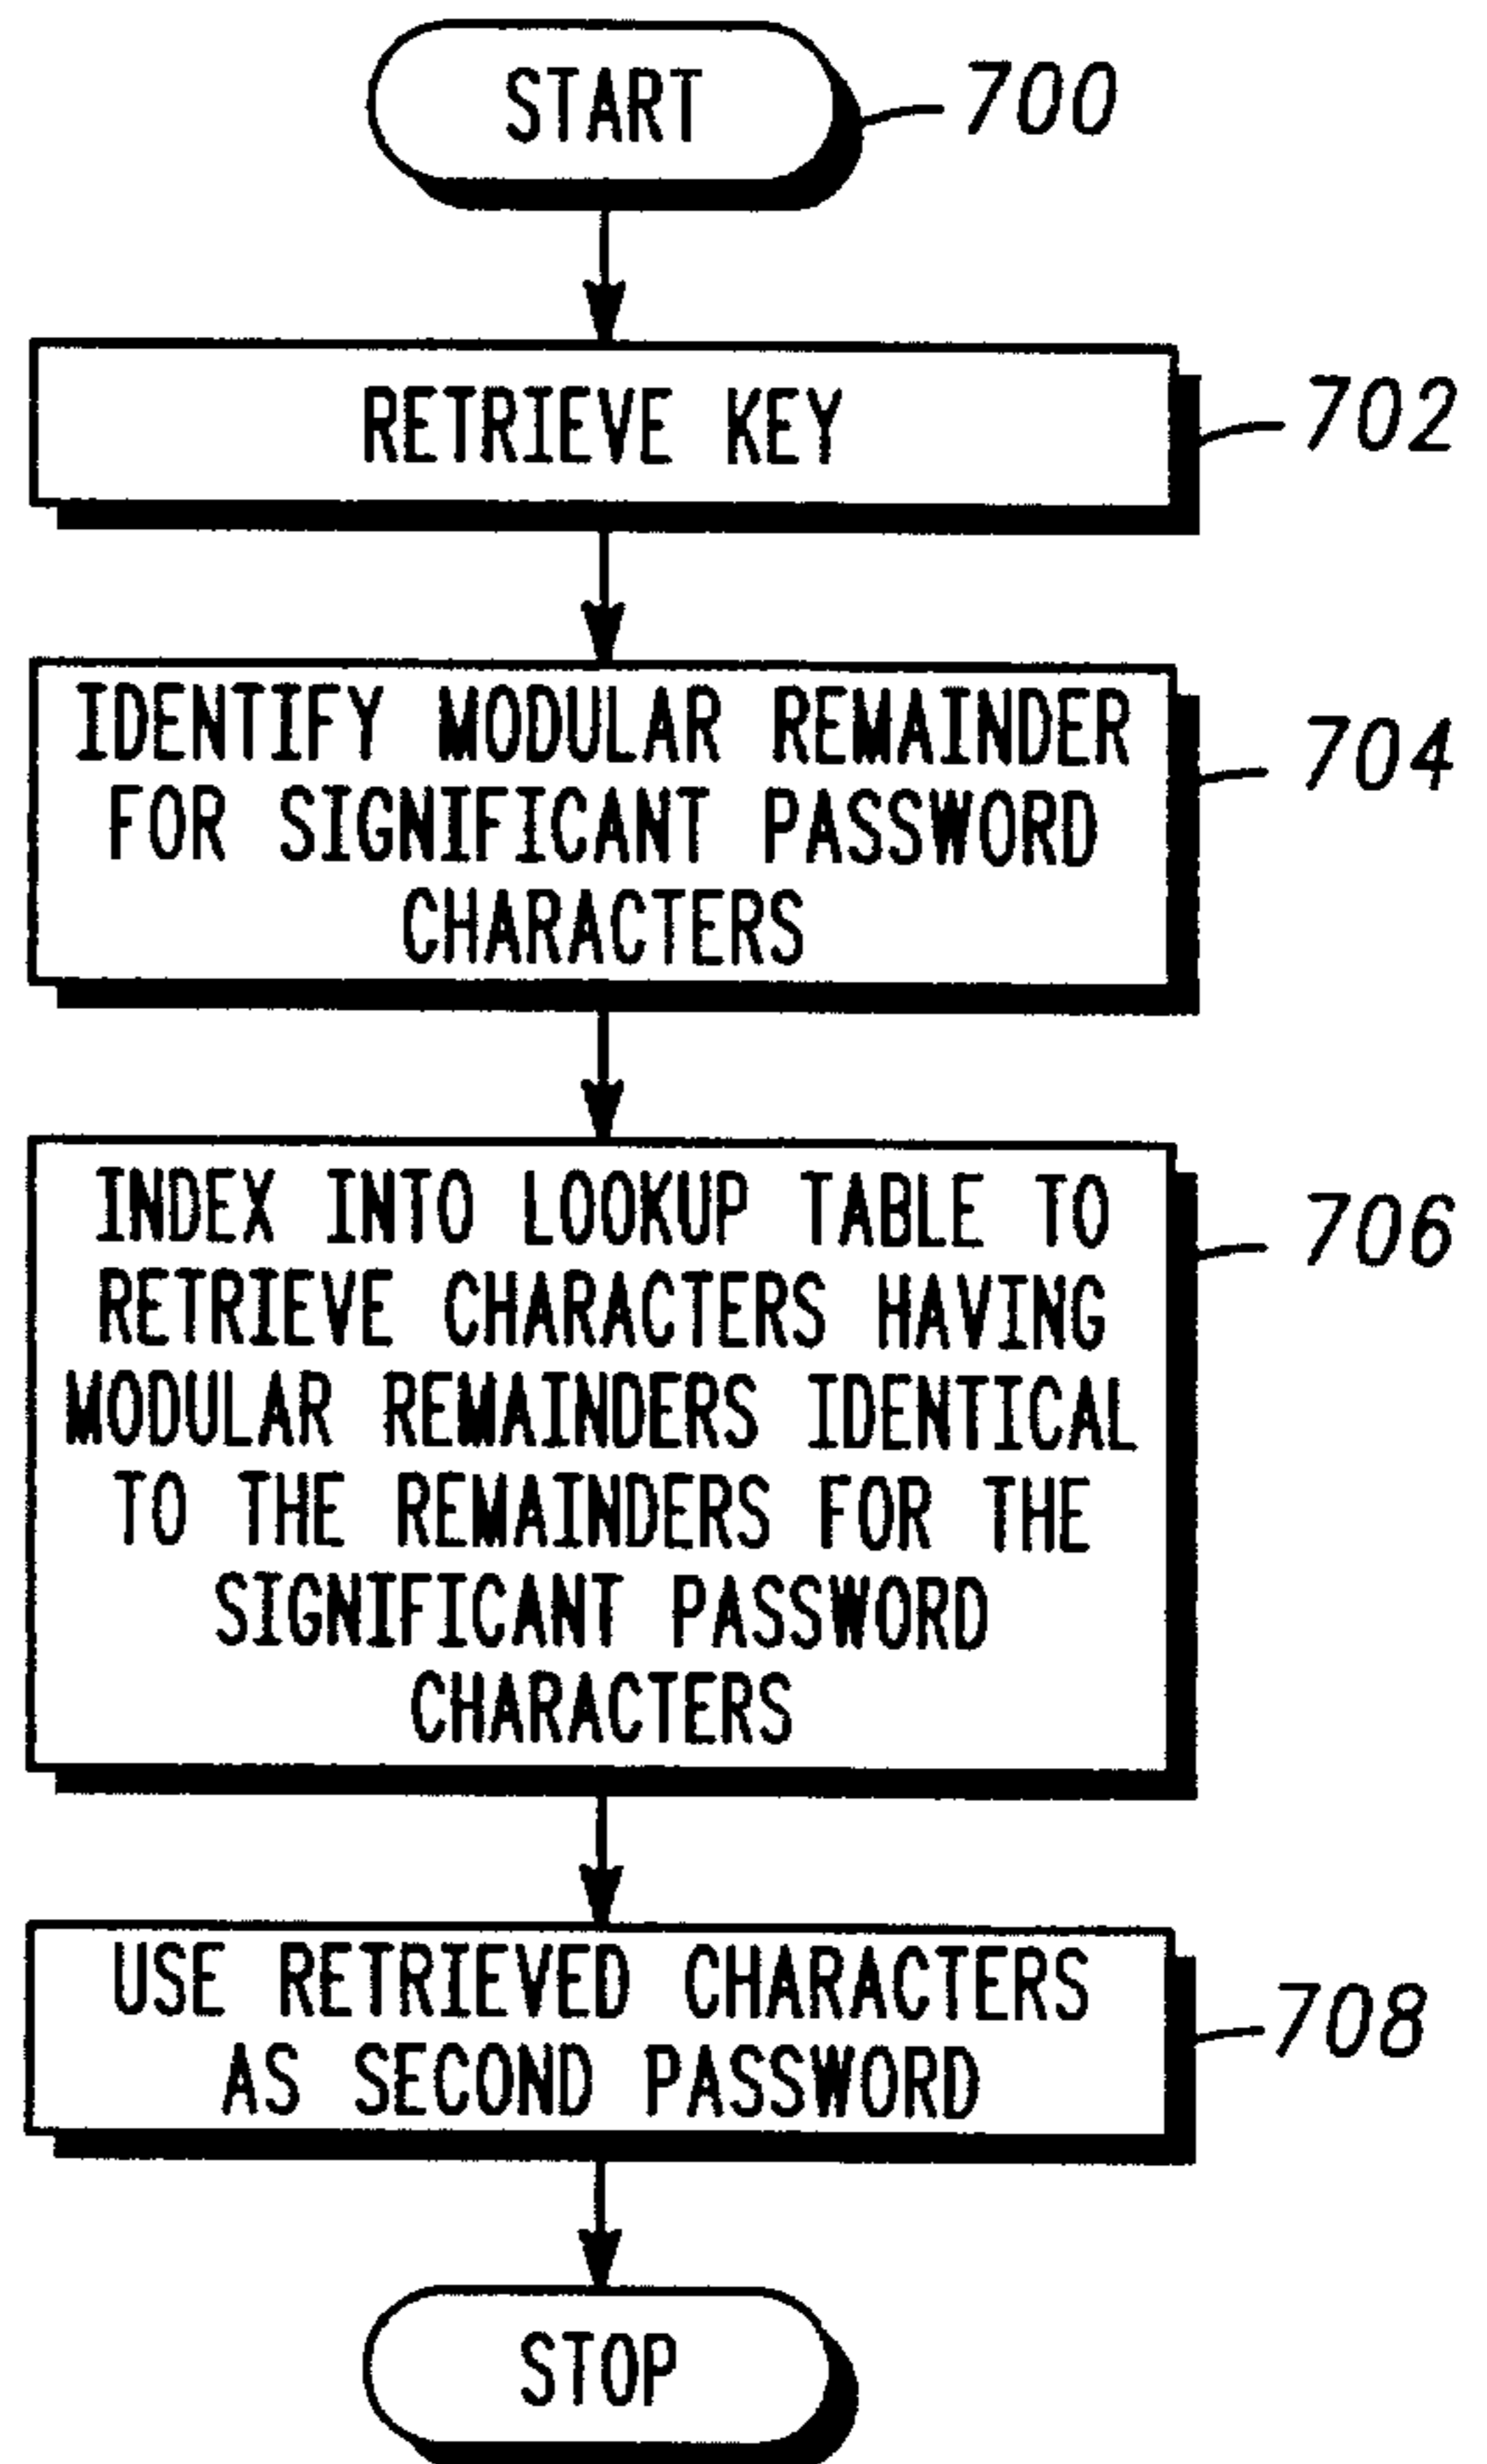 START
700
RETRIEVE KEY
702
IDENTIFY MODULAR REMAINDER
FOR SIGNIFICANT PASSWORD
CHARACTERS
704
INDEX INTO LOOKUP TABLE TO
RETRIEVE CHARACTERS HAVING
MODULAR REMAINDERS IDENTICAL
TO THE REMAINDERS FOR THE
SIGNIFICANT PASSWORD
CHARACTERS
706
USE RETRIEVED CHARACTERS
AS SECOND PASSWORD
708
STOP